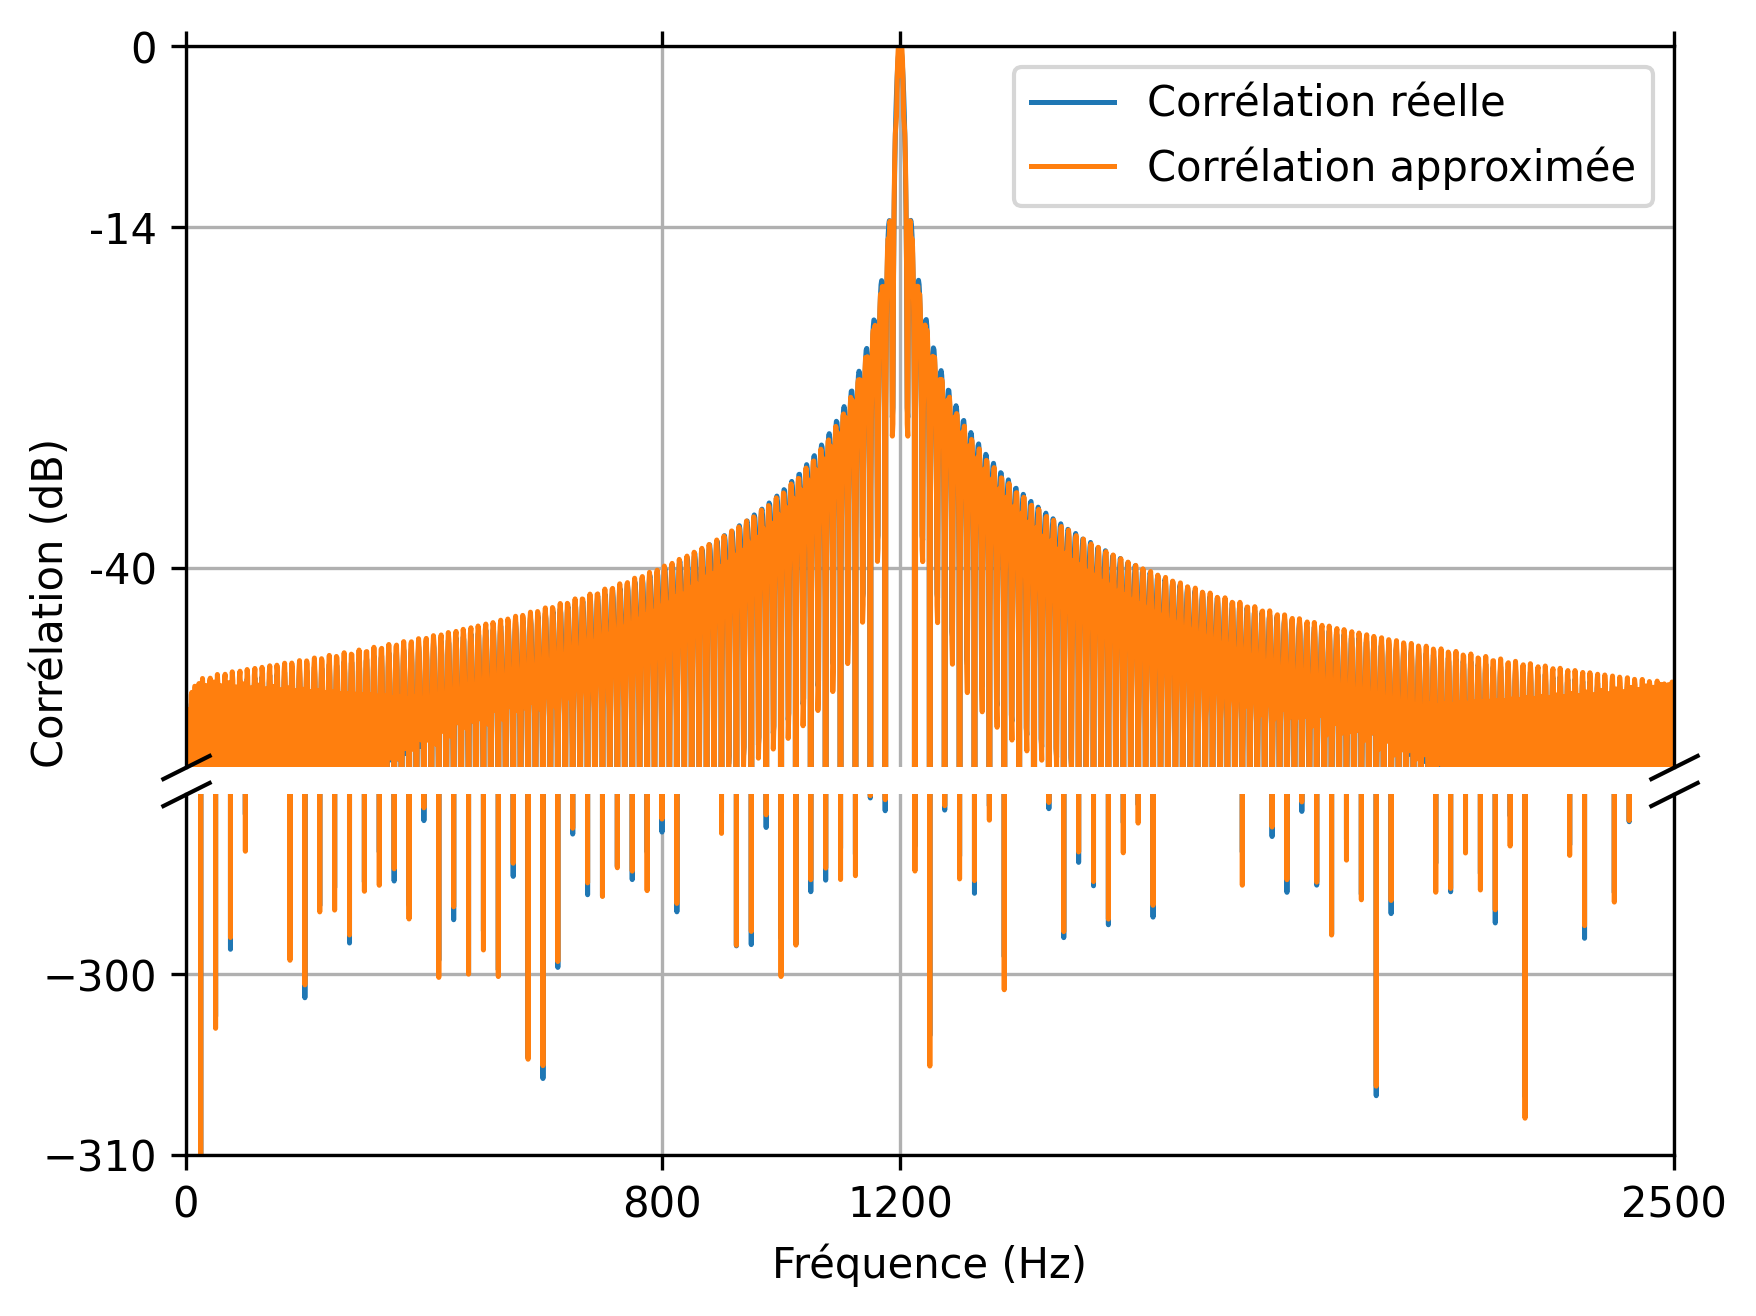 0
-14
-40
−300
−310
Corrélation (dB)
Corrélation réelle
Corrélation approximée
0
800
1200
2500
Fréquence (Hz)